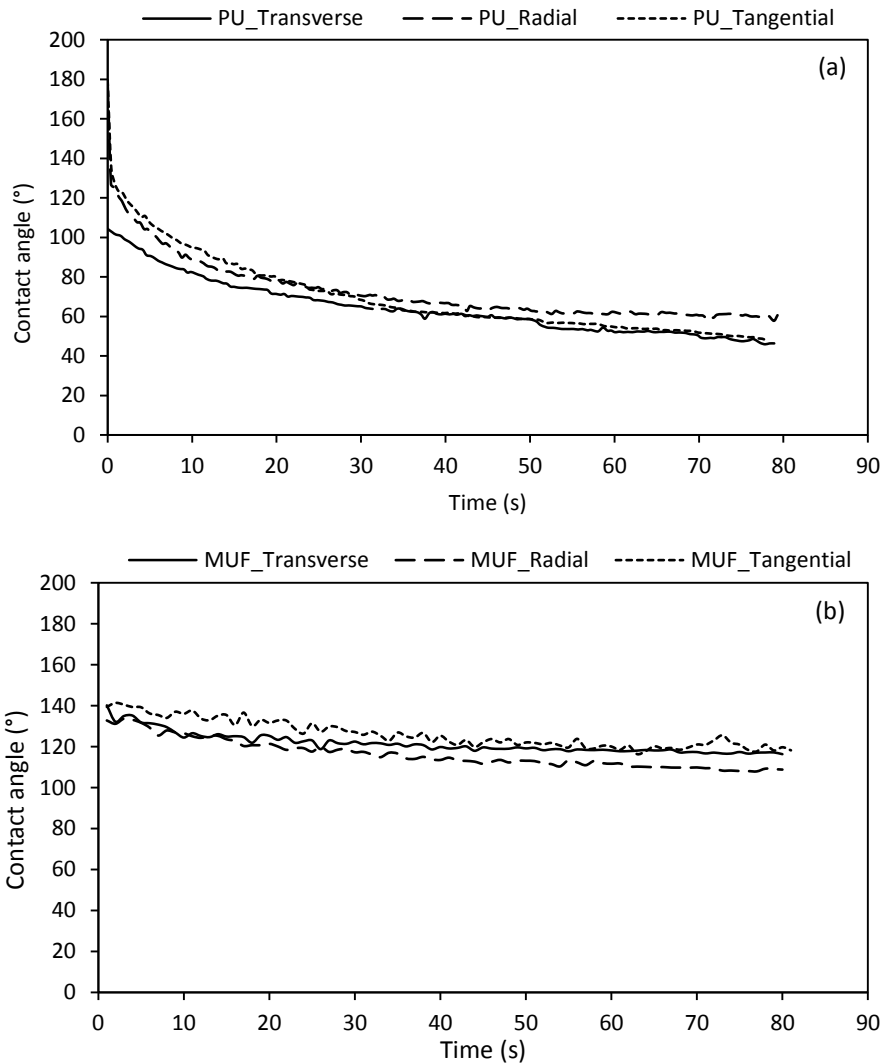 PU_Transverse PU_Radial PU_Tangential
(a)
200
180
160
140
120
100
80
60
40
20
0
Contact angle (°)
0 10 20 30 40 50 60 70 80 90
Time (s)
MUF_Transverse MUF_Radial MUF_Tangential
(b)
200
180
160
140
120
100
80
60
40
20
0
Contact angle (°)
0 10 20 30 40 50 60 70 80 90
Time (s)